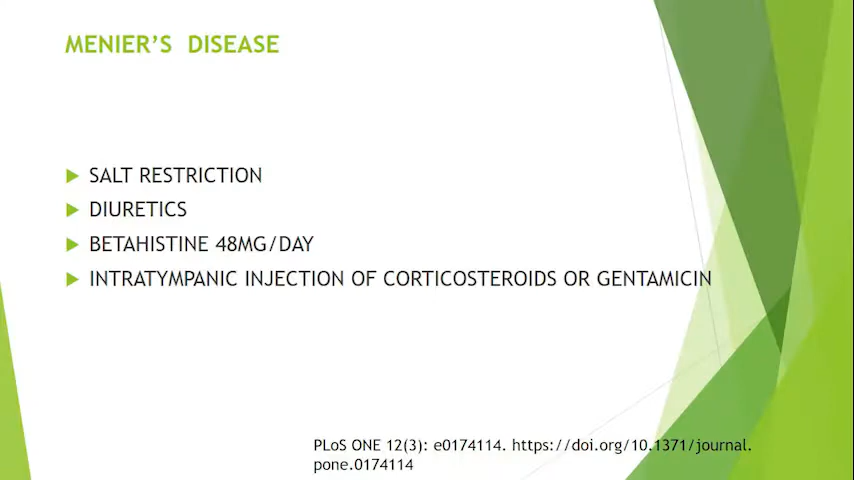 MENIER’S DISEASE
SALT RESTRICTION
DIURETICS
BETAHISTINE 48MG/DAY
INTRATYMPANIC INJECTION OF CORTICOSTEROIDS OR GENTAMICIN
PLoS ONE 12(3): e0174114. https://doi.org/10.1371/journal.
pone.0174114